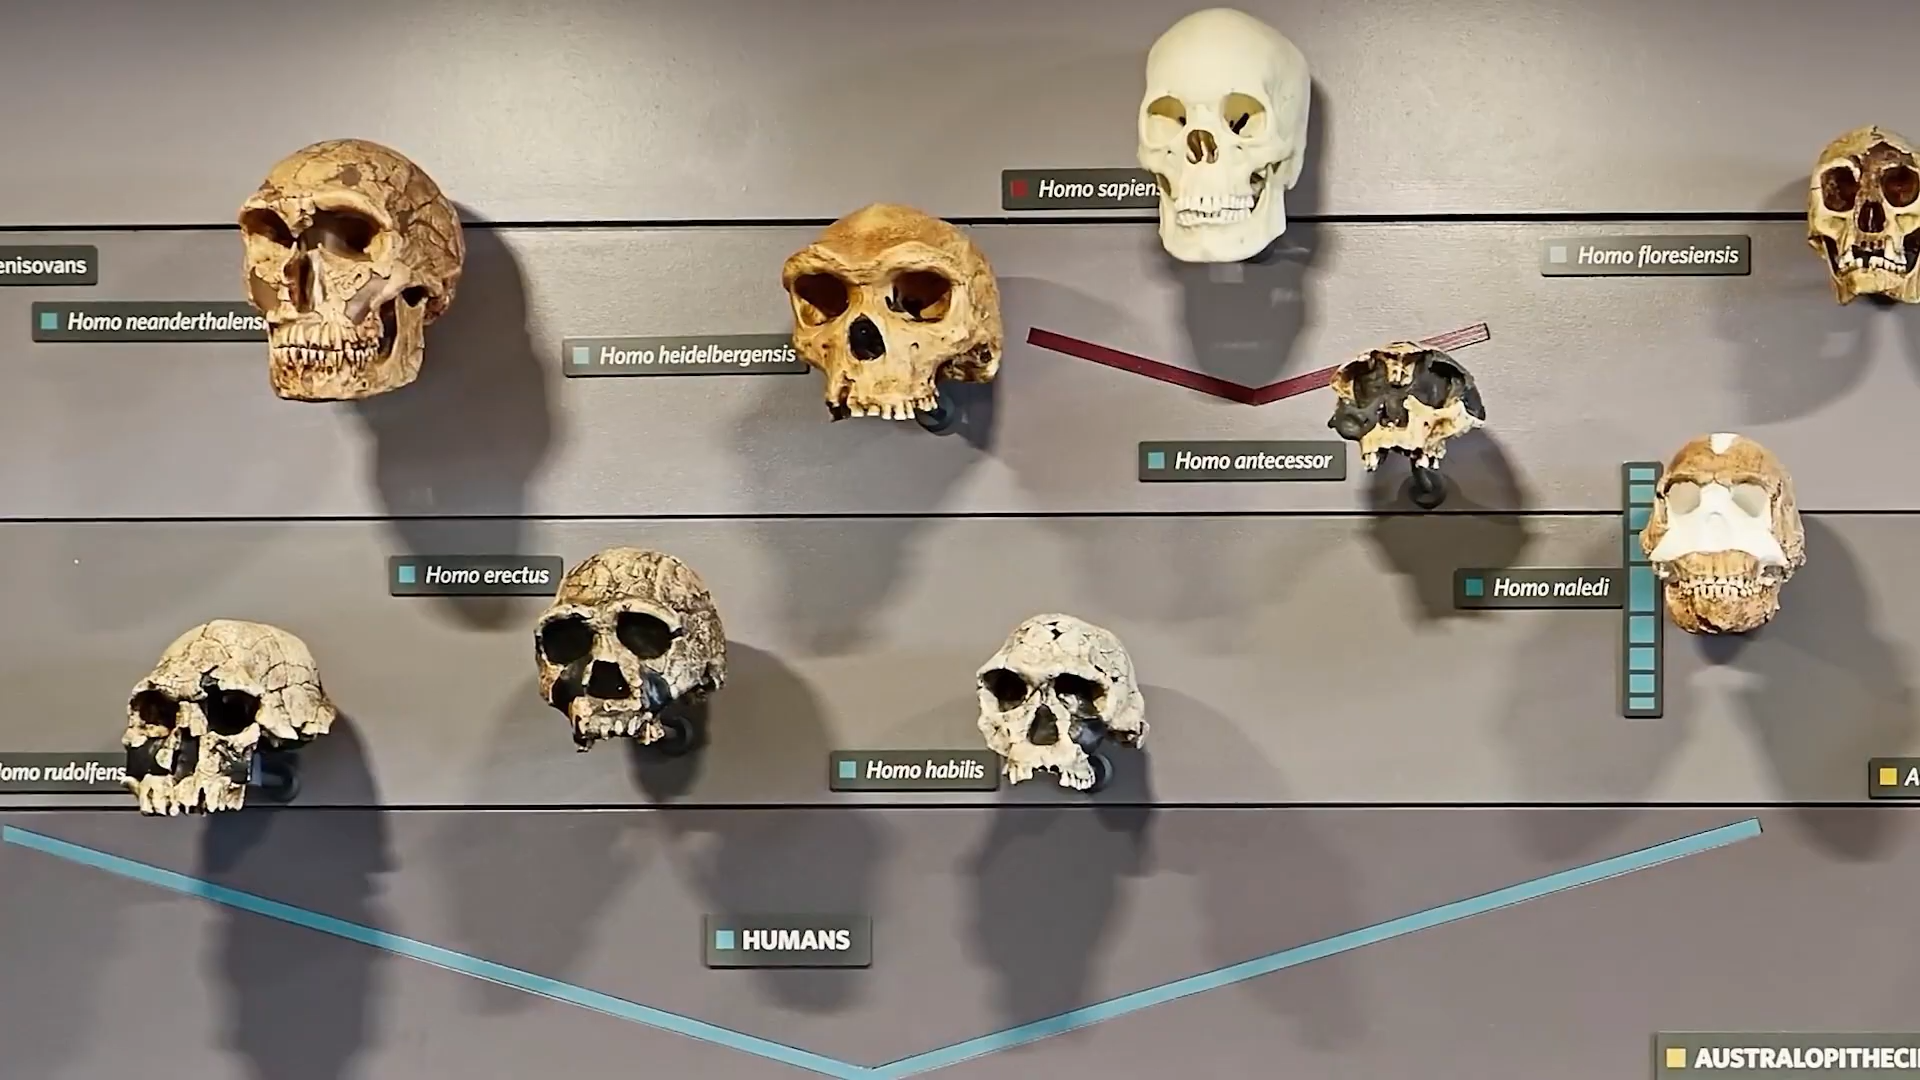 Homo sapiens
enisovans
Homo floresiensis
Homo neanderthalensi
Homo heidelbergensis
Homo antecessor
Homo erectus
Homo naledi
omo rudolfens
Homo habilis
A
HUMANS
AUSTRALOPITHECI